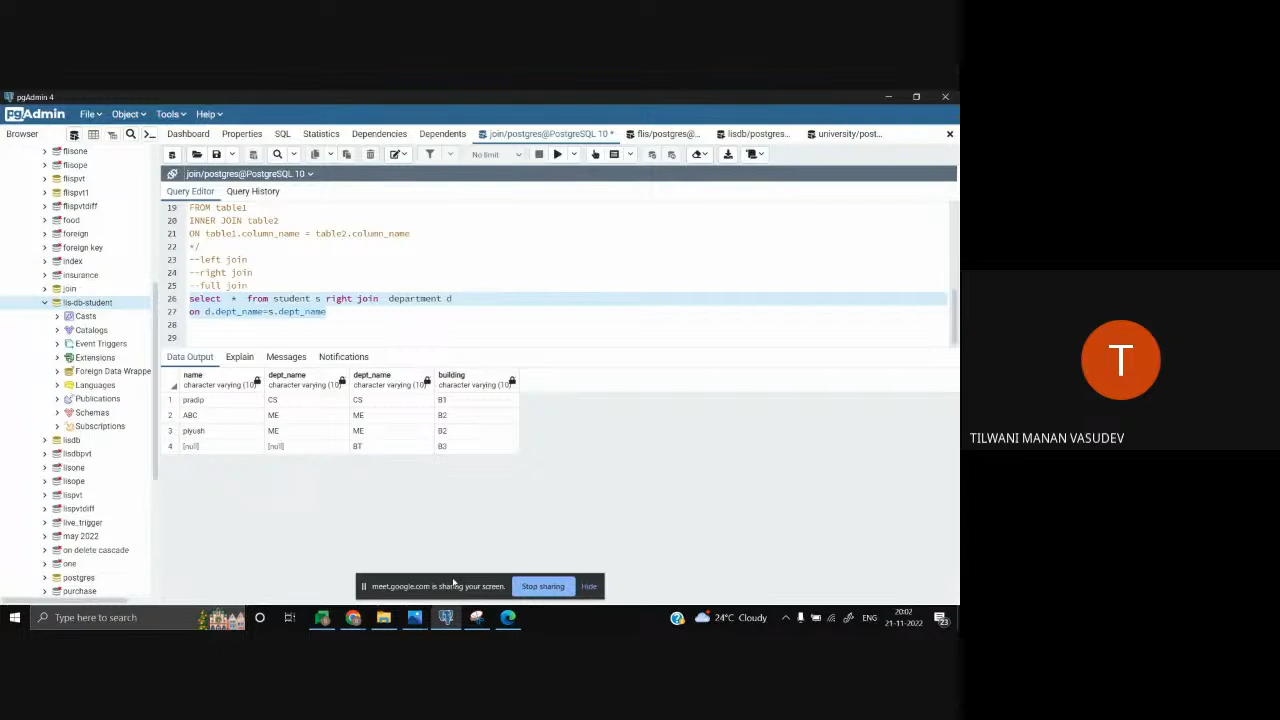 pgAdmin 4
pgAdmin File Object Tools Help
Browser Dashboard Properties SQL Statistics Dependencies Dependents join/postgres@PostgreSQL 10 * flis/postgres@... lisdb/postgres... university/post...
No limit
join/postgres@PostgreSQL 10
Query Editor Query History
flisone
flisope
flispvt
flispvt1
flispvtdiff
food
foreign
foreign key
index
insurance
join
lis-db-student
Casts
Catalogs
Event Triggers
Extensions
Foreign Data Wrappe
Languages
Publications
Schemas
Subscriptions
lisdb
lisdbpvt
lisone
lisope
lispvt
lispvtdiff
live_trigger
may 2022
on delete cascade
one
postgres
purchase
19 FROM table1
20 INNER JOIN table2
21 ON table1.column_name = table2.column_name
22 */
23 --left join
24 --right join
25 --full join
26 select * from student s right join department d
27 on d.dept_name=s.dept_name
28
29
Data Output Explain Messages Notifications
name dept_name dept_name building
character varying (10) character varying (10) character varying (10) character varying (10)
1 pradip CS CS B1
2 ABC ME ME B2
3 piyush ME ME B2
4 [null] [null] BT B3
meet.google.com is sharing your screen. Stop sharing Hide
Type here to search
24°C Cloudy ENG 20:02
21-11-2022 23
T
TILWANI MANAN VASUDEV